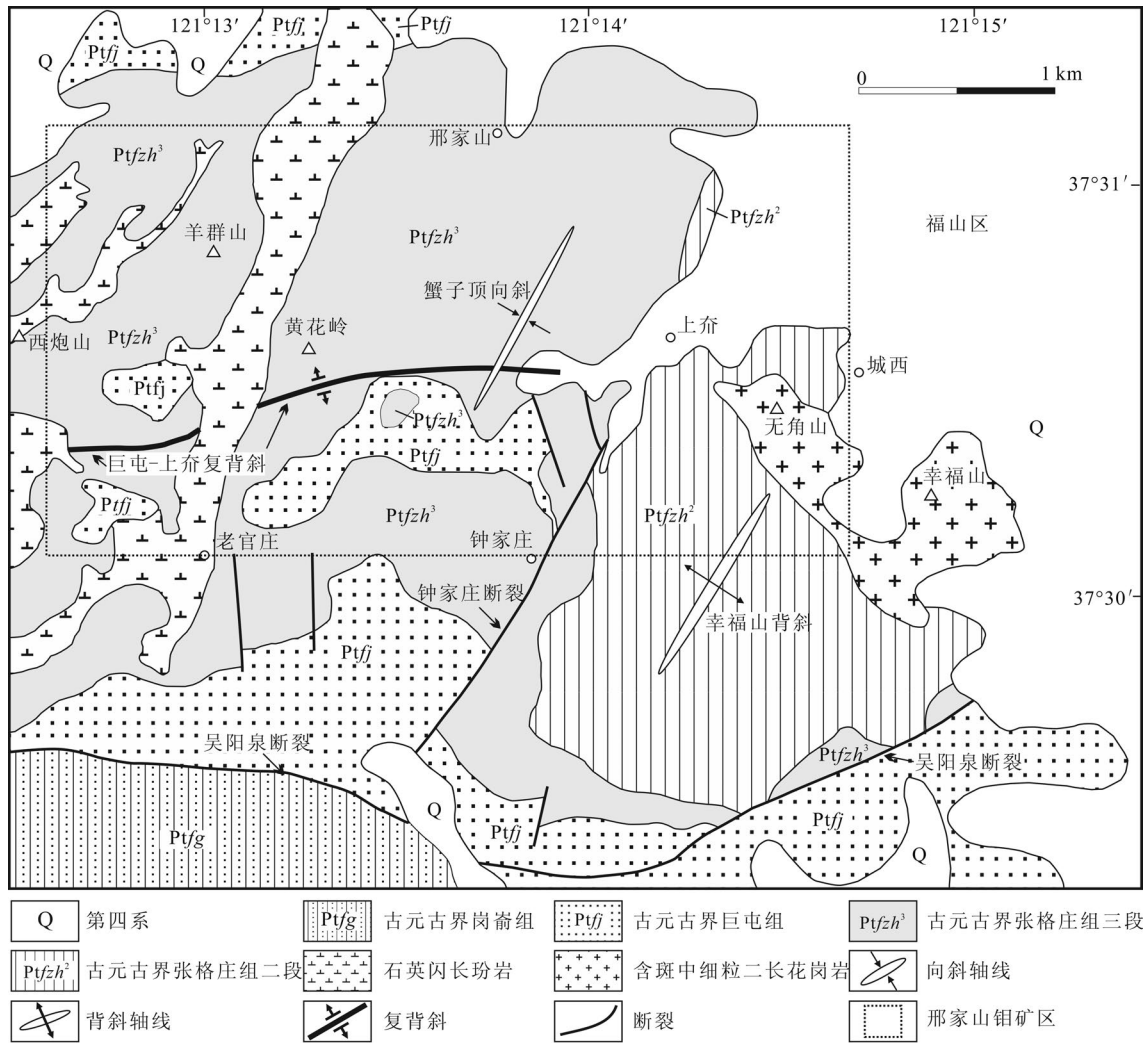 121°13′ 121°14′ 121°15′
Ptfj Ptfj Ptfj
Q Q
0 1 km
邢家山
Ptfzh³
37°31′
Ptfzh²
羊群山 Ptfzh³ 福山区
蟹子顶向斜
Ptfzh³ 黄花岭 上夼
西炮山
城西
Ptfj
Ptfzh³ 无角山
Q
Ptfj
巨屯-上夼复背斜
幸福山
Ptfj Ptfzh³ Ptfzh²
老官庄 钟家庄
钟家庄断裂 37°30′
幸福山背斜
Ptfj
吴阳泉断裂
Ptfzh³ 吴阳泉断裂
Q
Ptfg Ptfj Ptfj
Q
Q 第四系 Ptfg 古元古界岗嵛组 Ptfj 古元古界巨屯组 Ptfzh³ 古元古界张格庄组三段
Ptfzh² 古元古界张格庄组二段 石英闪长玢岩 含斑中细粒二长花岗岩 向斜轴线
背斜轴线 复背斜 断裂 邢家山钼矿区